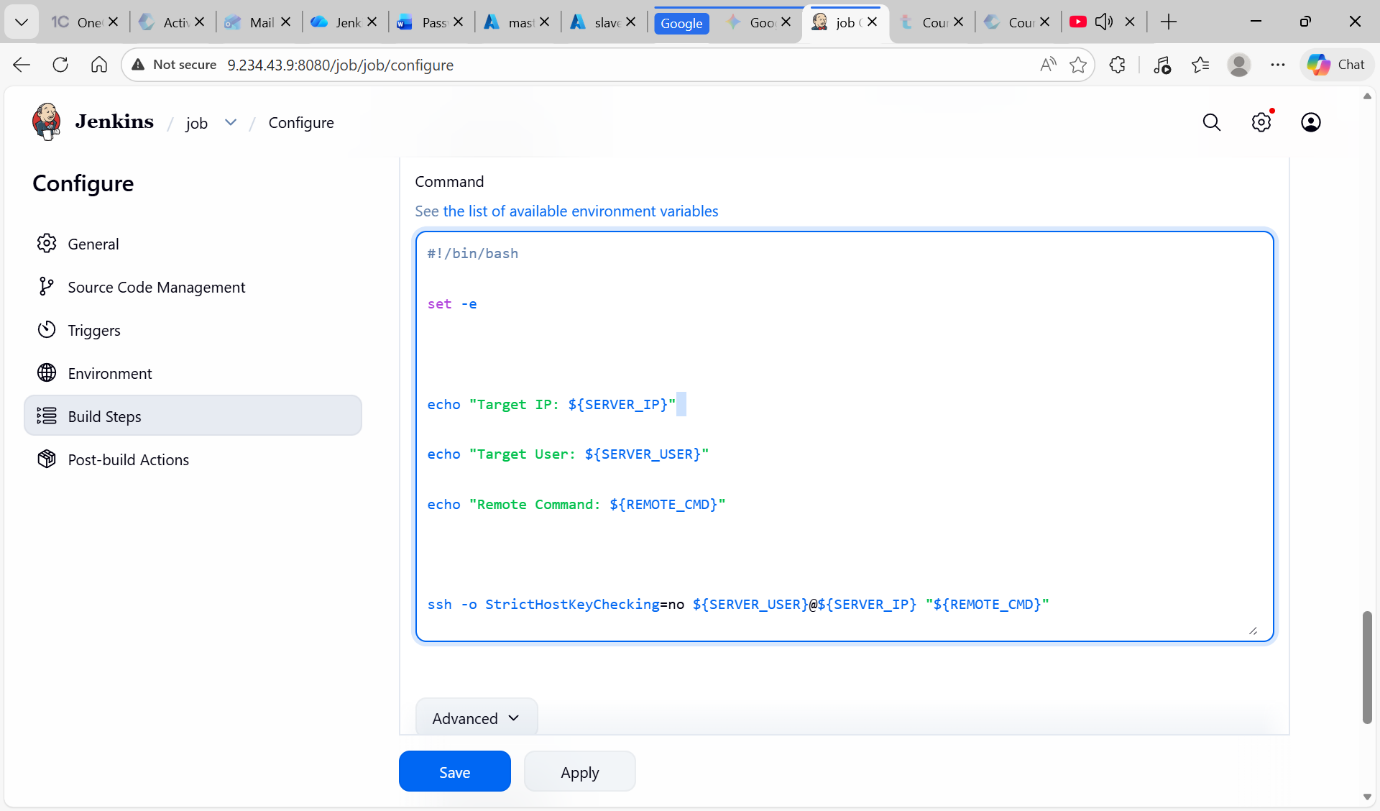 OneC
Activ
Mail
Jenk
Pass
mast
slave
Google
Goo
job C
Cour
Cour
Not secure 9.234.43.9:8080/job/job/configure
Chat
Jenkins / job / Configure
Configure
General
Source Code Management
Triggers
Environment
Build Steps
Post-build Actions
Command
See the list of available environment variables
#!/bin/bash
set -e
echo "Target IP: ${SERVER_IP}"
echo "Target User: ${SERVER_USER}"
echo "Remote Command: ${REMOTE_CMD}"
ssh -o StrictHostKeyChecking=no ${SERVER_USER}@${SERVER_IP} "${REMOTE_CMD}"
Advanced
Save
Apply